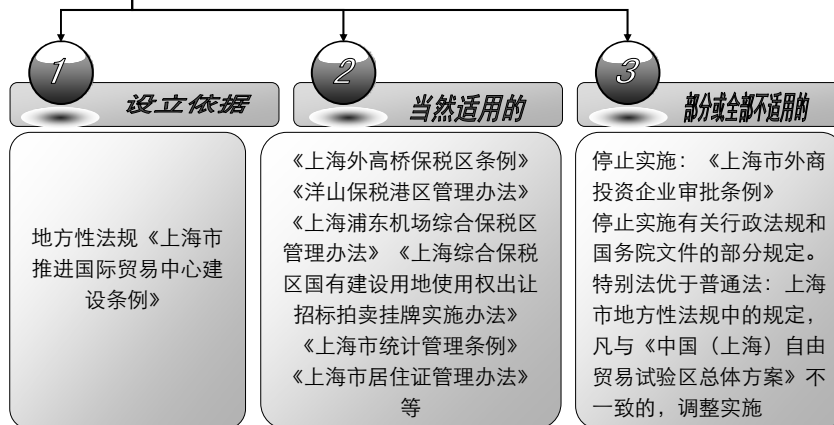 1
设立依据
地方性法规《上海市
推进国际贸易中心建
设条例》
2
当然适用的
《上海外高桥保税区条例》
《洋山保税港区管理办法》
《上海浦东机场综合保税区
管理办法》《上海综合保税
区国有建设用地使用权出让
招标拍卖挂牌实施办法》
《上海市统计管理条例》
《上海市居住证管理办法》
等
3
部分或全部不适用的
停止实施：《上海市外商
投资企业审批条例》
停止实施有关行政法规和
国务院文件的部分规定。
特别法优于普通法：上海
市地方性法规中的规定，
凡与《中国（上海）自由
贸易试验区总体方案》不
一致的，调整实施